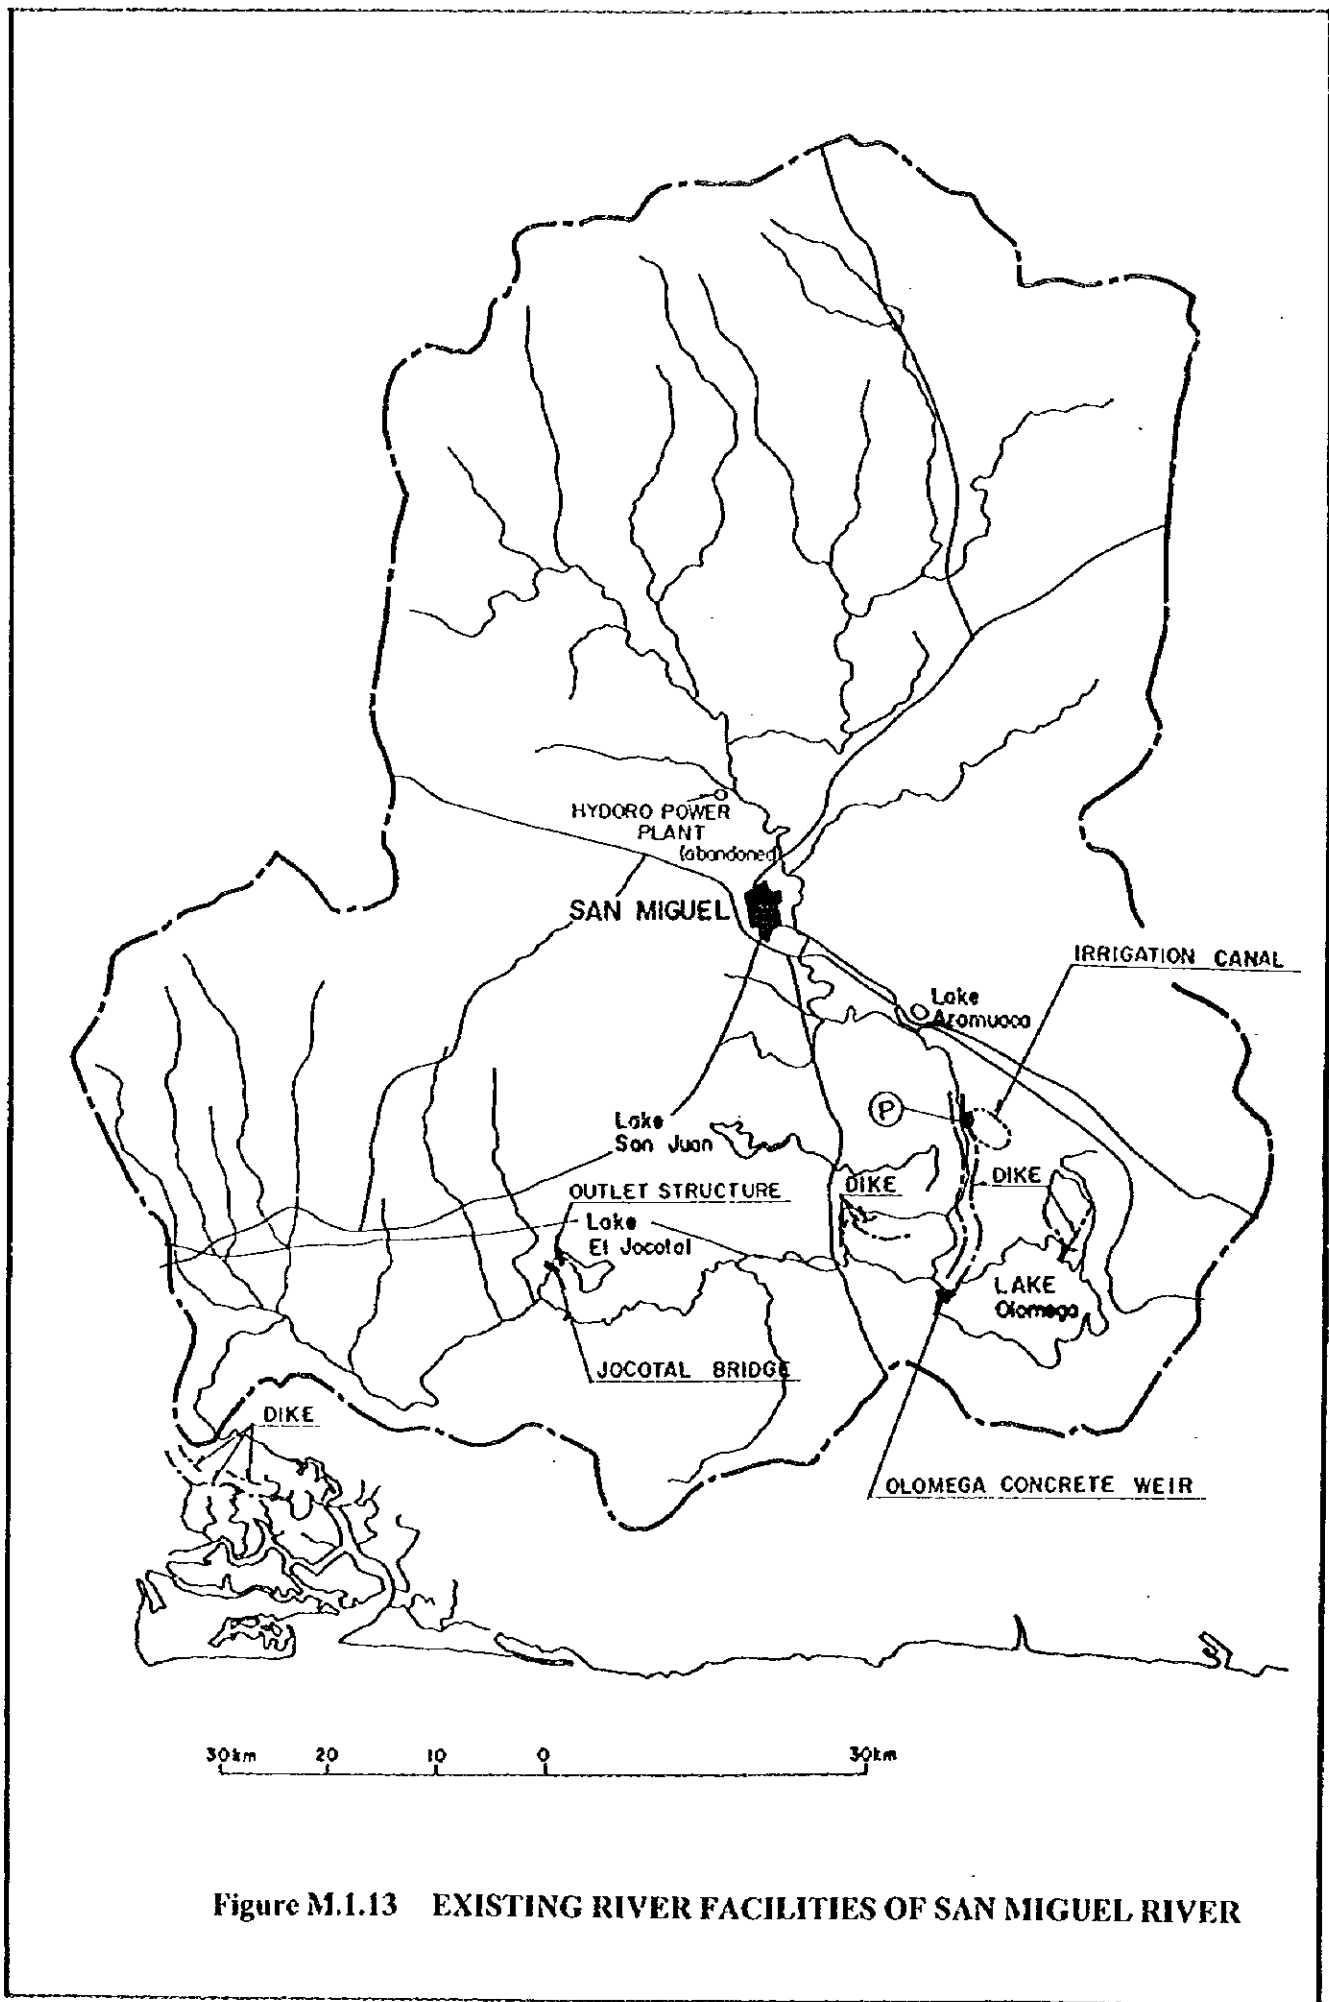 HYDORO POWER
PLANT
(abandoned)
SAN MIGUEL
IRRIGATION CANAL
Lake
Aramuaca
P
Lake
San Juan
DIKE
DIKE
OUTLET STRUCTURE
Lake
El Jocotal
LAKE
Olomega
JOCOTAL BRIDGE
DIKE
OLOMEGA CONCRETE WEIR
30km 20 10 0 30km
Figure M.1.13 EXISTING RIVER FACILITIES OF SAN MIGUEL RIVER